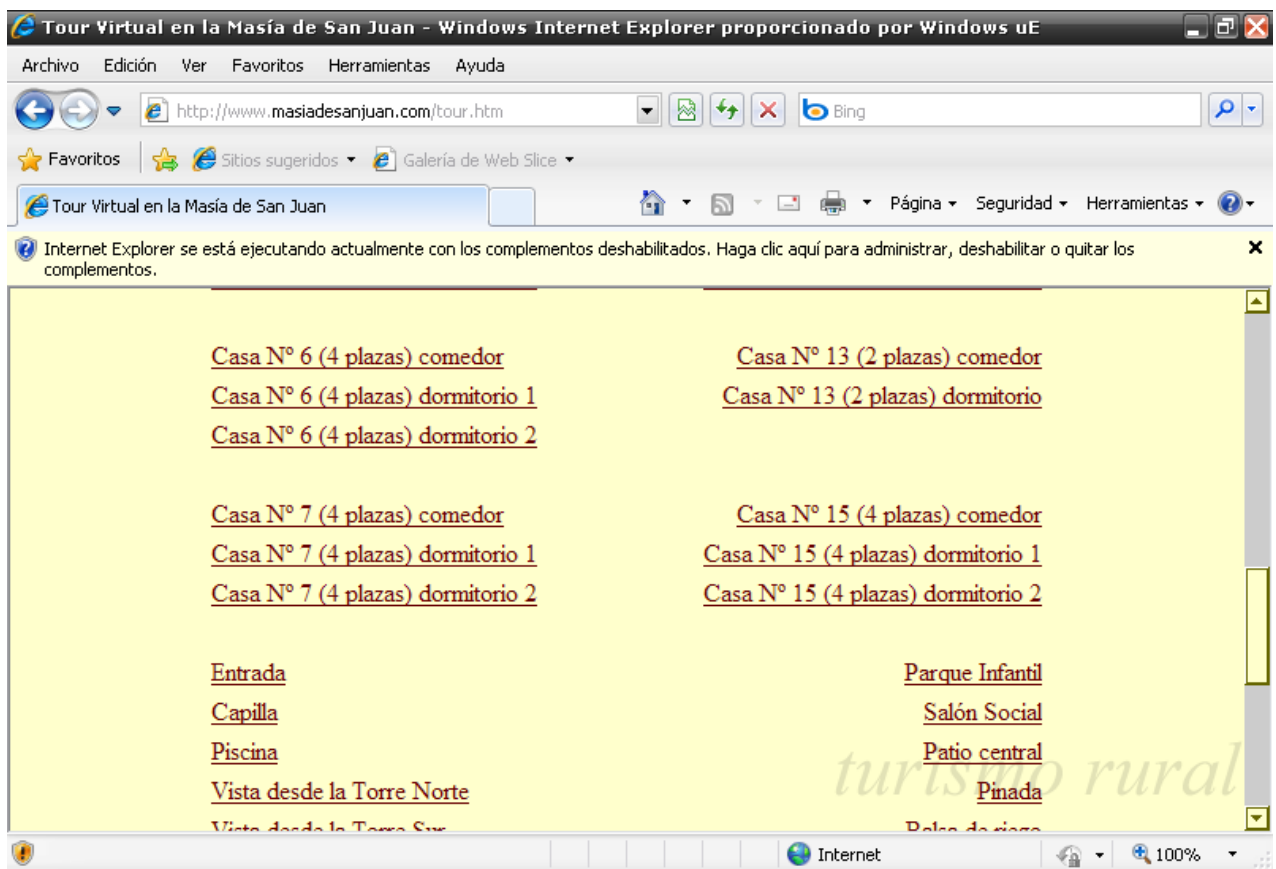 Tour Virtual en la Masía de San Juan - Windows Internet Explorer proporcionado por Windows uE
Archivo Edición Ver Favoritos Herramientas Ayuda
http://www.masiadesanjuan.com/tour.htm Bing
Favoritos Sitios sugeridos Galería de Web Slice
Tour Virtual en la Masía de San Juan Página Seguridad Herramientas
Internet Explorer se está ejecutando actualmente con los complementos deshabilitados. Haga clic aquí para administrar, deshabilitar o quitar los
complementos.
Casa Nº 6 (4 plazas) comedor Casa Nº 13 (2 plazas) comedor
Casa Nº 6 (4 plazas) dormitorio 1 Casa Nº 13 (2 plazas) dormitorio
Casa Nº 6 (4 plazas) dormitorio 2
Casa Nº 7 (4 plazas) comedor Casa Nº 15 (4 plazas) comedor
Casa Nº 7 (4 plazas) dormitorio 1 Casa Nº 15 (4 plazas) dormitorio 1
Casa Nº 7 (4 plazas) dormitorio 2 Casa Nº 15 (4 plazas) dormitorio 2
Entrada Parque Infantil
Capilla Salón Social
Piscina Patio central
turismo rural
Vista desde la Torre Norte Pinada
Vista desde la Torre Sur Balsa de riego
Internet 100%